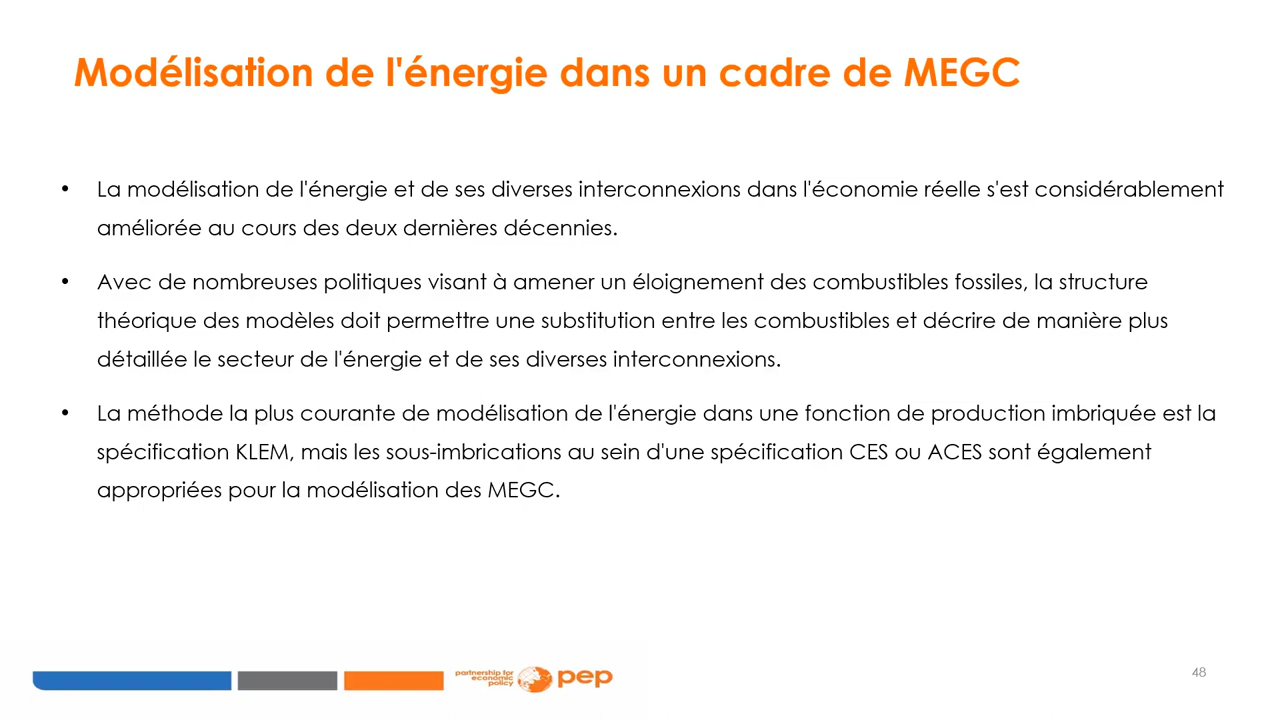 Modélisation de l'énergie dans un cadre de MEGC
• La modélisation de l'énergie et de ses diverses interconnexions dans l'économie réelle s'est considérablement
améliorée au cours des deux dernières décennies.
• Avec de nombreuses politiques visant à amener un éloignement des combustibles fossiles, la structure
théorique des modèles doit permettre une substitution entre les combustibles et décrire de manière plus
détaillée le secteur de l'énergie et de ses diverses interconnexions.
• La méthode la plus courante de modélisation de l'énergie dans une fonction de production imbriquée est la
spécification KLEM, mais les sous-imbrications au sein d'une spécification CES ou ACES sont également
appropriées pour la modélisation des MEGC.
partnership for
economic
policy
pep
48